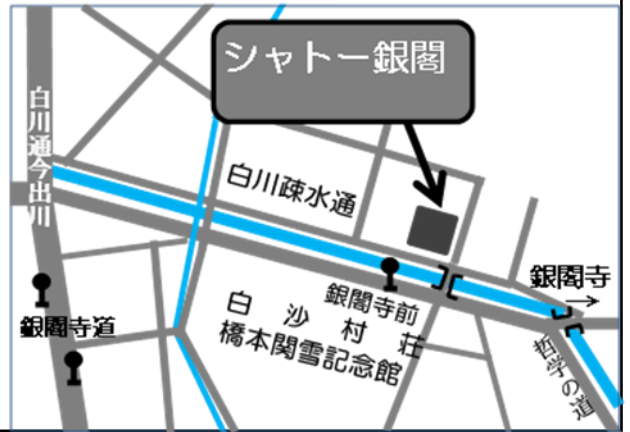 シャトー銀閣
白川通今出川
白川疎水通
銀閣寺
銀閣寺前
銀閣寺道
白沙村荘
橋本関雪記念館
哲学の道